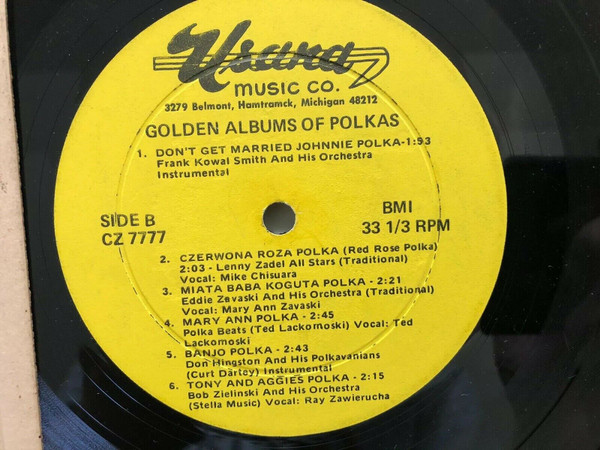 Usara
MUSIC CO.
3279 Belmont, Hamtramck, Michigan 48212
GOLDEN ALBUMS OF POLKAS
1. DON'T GET MARRIED JOHNNIE POLKA-1:53
Frank Kowal Smith And His Orchestra
Instrumental
SIDE B
CZ 7777
BMI
33 1/3 RPM
2. CZERWONA ROZA POLKA (Red Rose Polka)
2:03 - Lenny Zadel All Stars (Traditional)
Vocal: Mike Chisuara
3. MIATA BABA KOGUTA POLKA - 2:21
Eddie Zevaski And His Orchestra (Traditional)
Vocal: Mary Ann Zavaski
4. MARY ANN POLKA - 2:45
Polka Beats (Ted Lackomoski) Vocal: Ted
Lackomoski
5. BANJO POLKA - 2:43
Don Hingston And His Polkavanians
(Curt Dartey) Instrumental
6. TONY AND AGGIES POLKA - 2:15
Bob Zielinski And His Orchestra
(Stella Music) Vocal: Ray Zawierucha